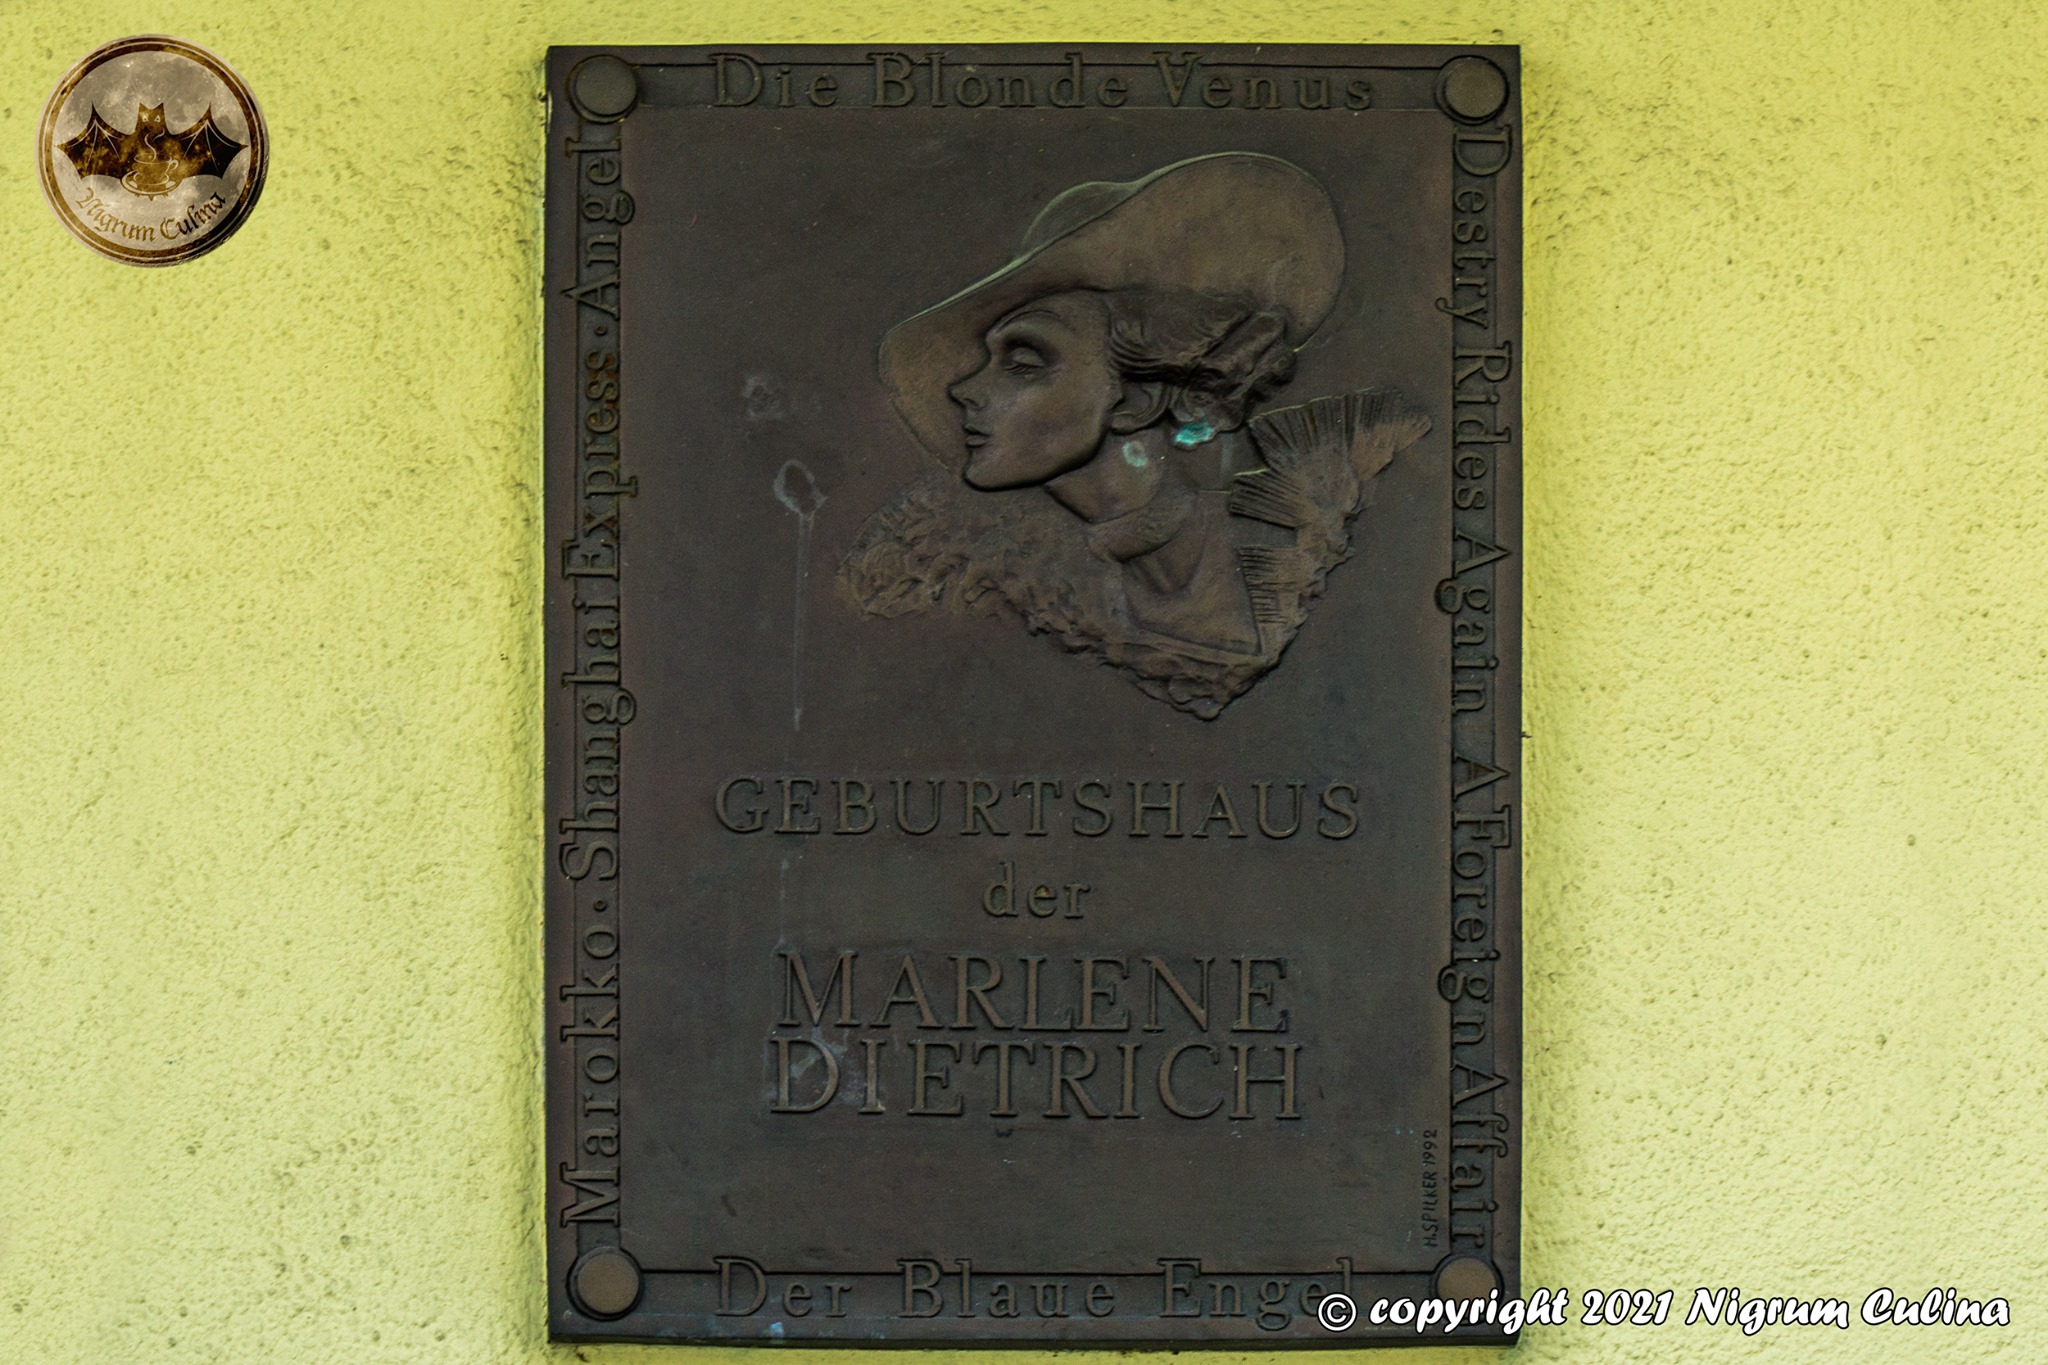 Nigrum Culina
Die Blonde Venus
Marokko · Shanghai Express · Angel
Destry Rides Again A Foreign Affair
GEBURTSHAUS
der
MARLENE
DIETRICH
H.SPILKER 1992
Der Blaue Engel
© copyright 2021 Nigrum Culina